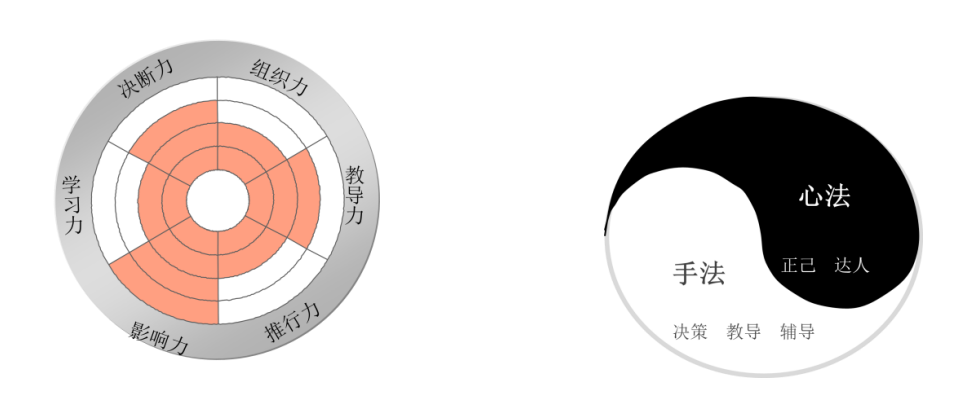 决断力
组织力
学习力
教导力
影响力
推行力
心法
正己 达人
手法
决策 教导 辅导